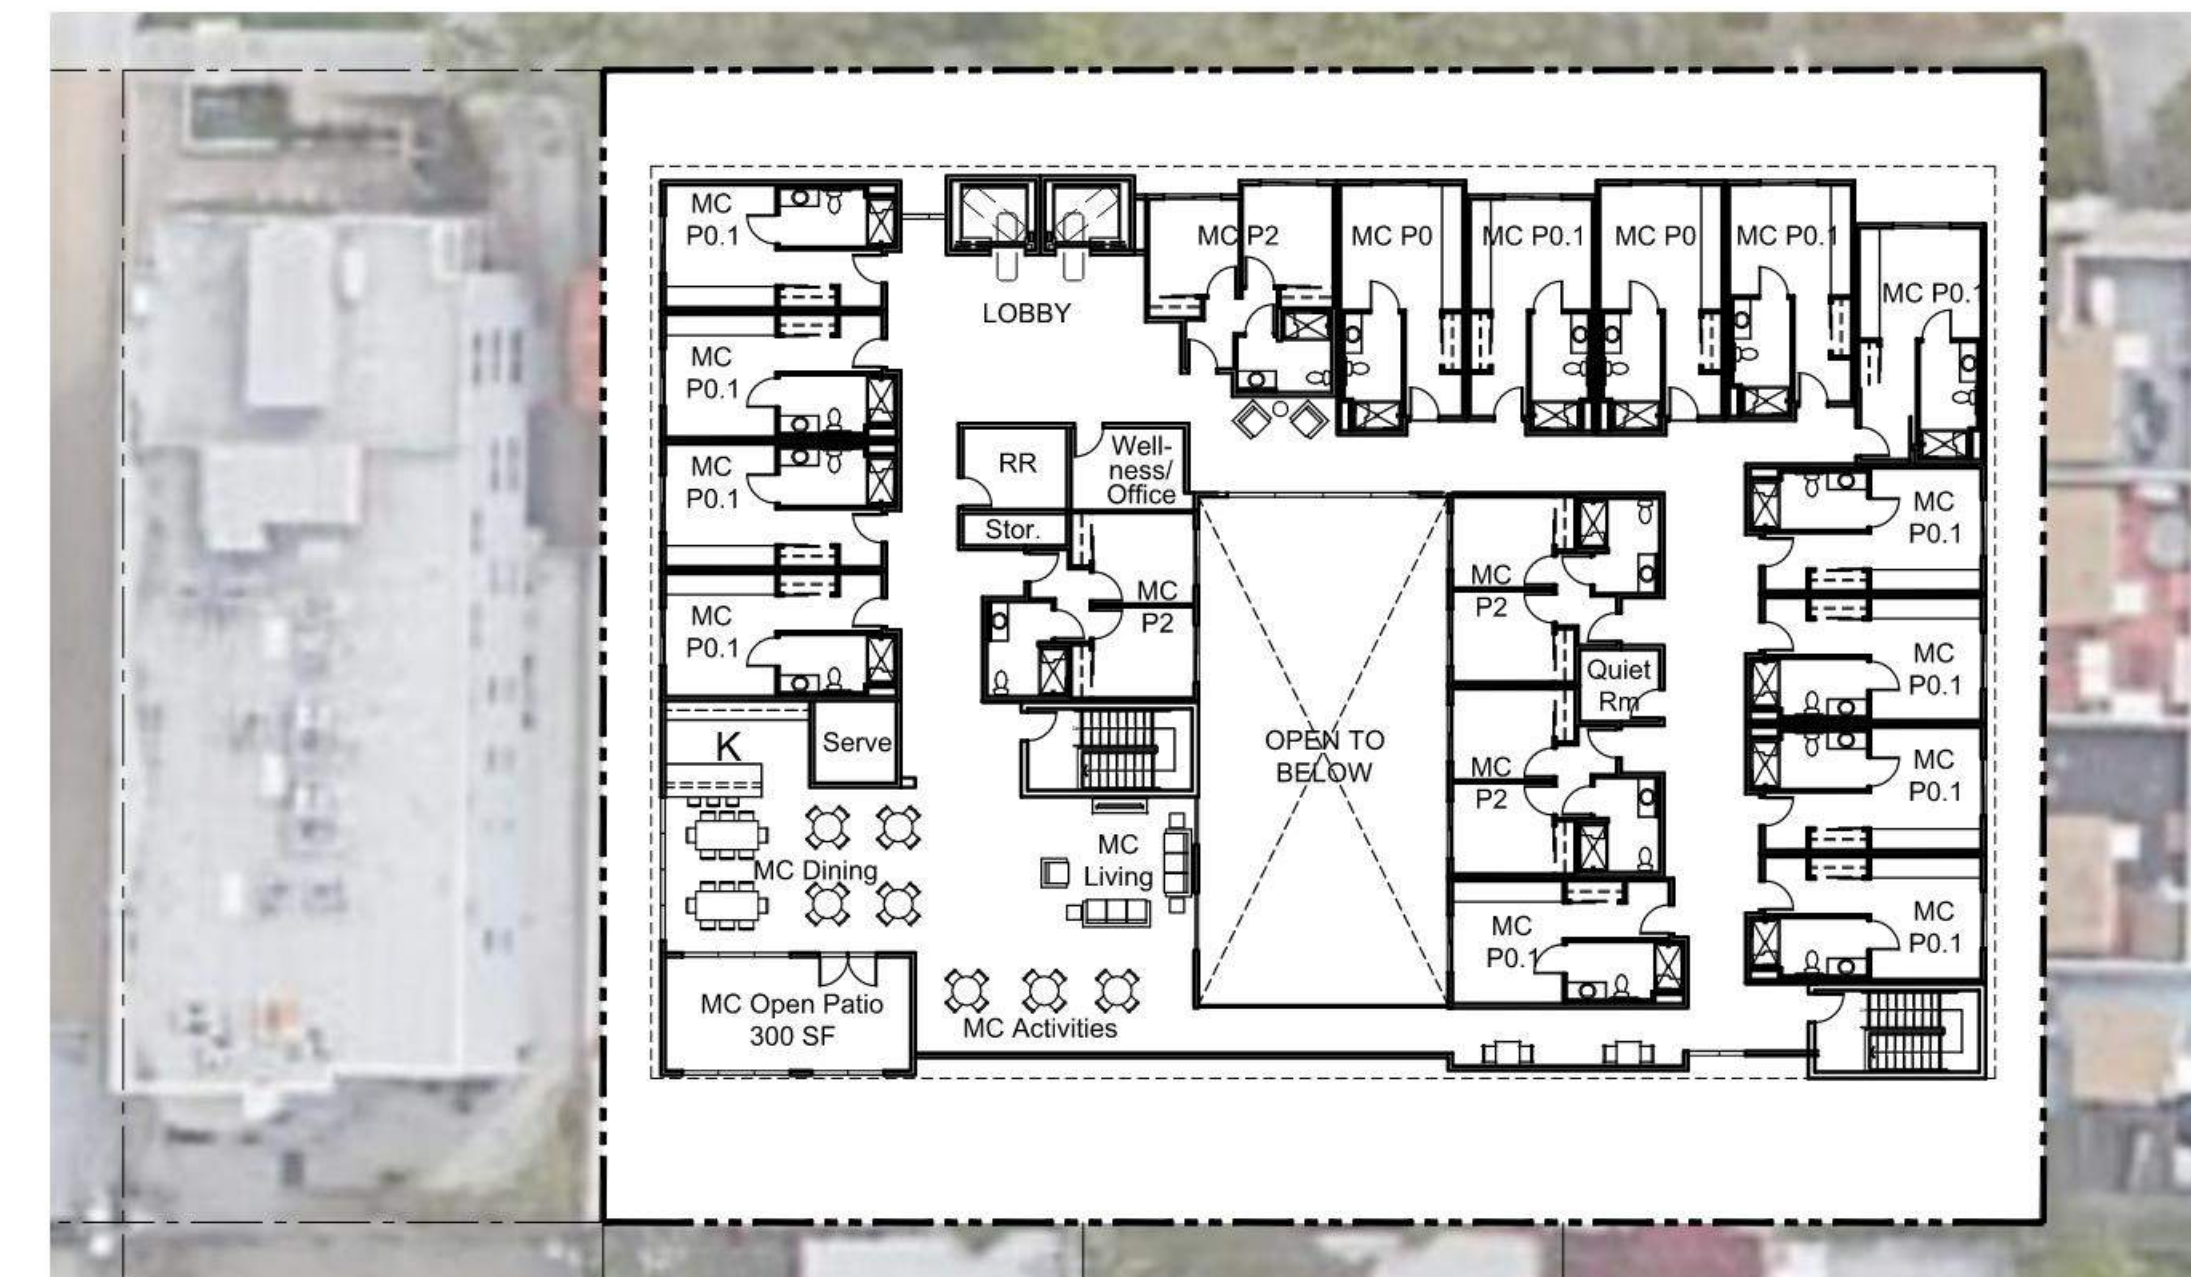 MC
P0.1
MC P2
MC P0
MC P0.1
MC P0
MC P0.1
MC P0.1
LOBBY
MC
P0.1
RR
Well-
ness/
Office
MC
P0.1
Stor.
MC
P0.1
MC
P2
MC
P2
MC
P0.1
MC
P0.1
Quiet
Rm
MC
P0.1
K
Serve
OPEN TO
BELOW
MC
P2
MC
P0.1
MC Dining
MC
Living
MC
P0.1
MC
P0.1
MC Open Patio
300 SF
MC Activities